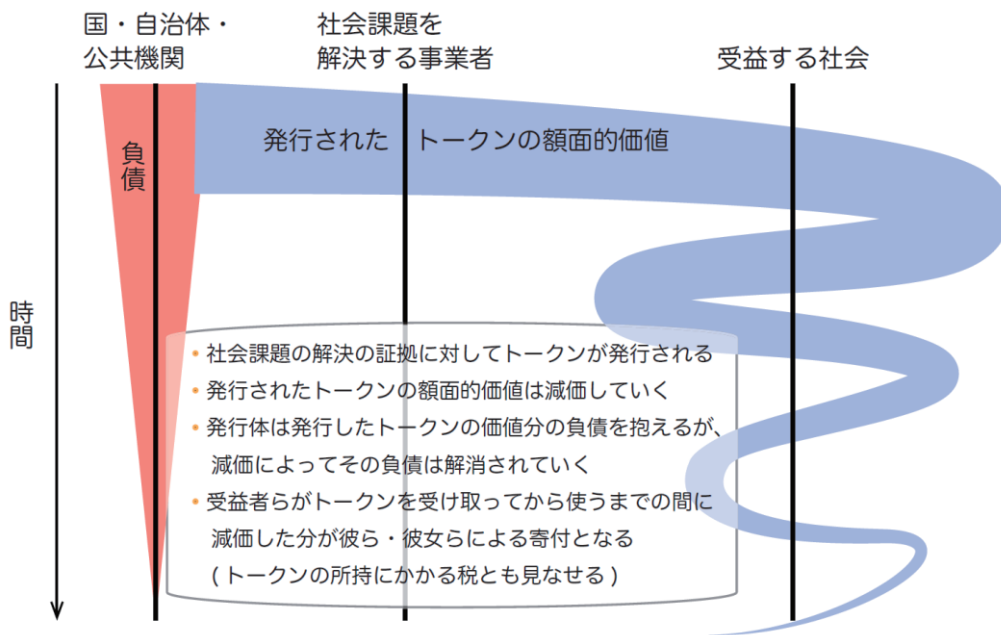 国・自治体・
公共機関
社会課題を
解決する事業者
受益する社会
時間
負債
発行された トークンの額面的価値
• 社会課題の解決の証拠に対してトークンが発行される
• 発行されたトークンの額面的価値は減価していく
• 発行体は発行したトークンの価値分の負債を抱えるが、
減価によってその負債は解消されていく
• 受益者らがトークンを受け取ってから使うまでの間に
減価した分が彼ら・彼女らによる寄付となる
( トークンの所持にかかる税とも見なせる )